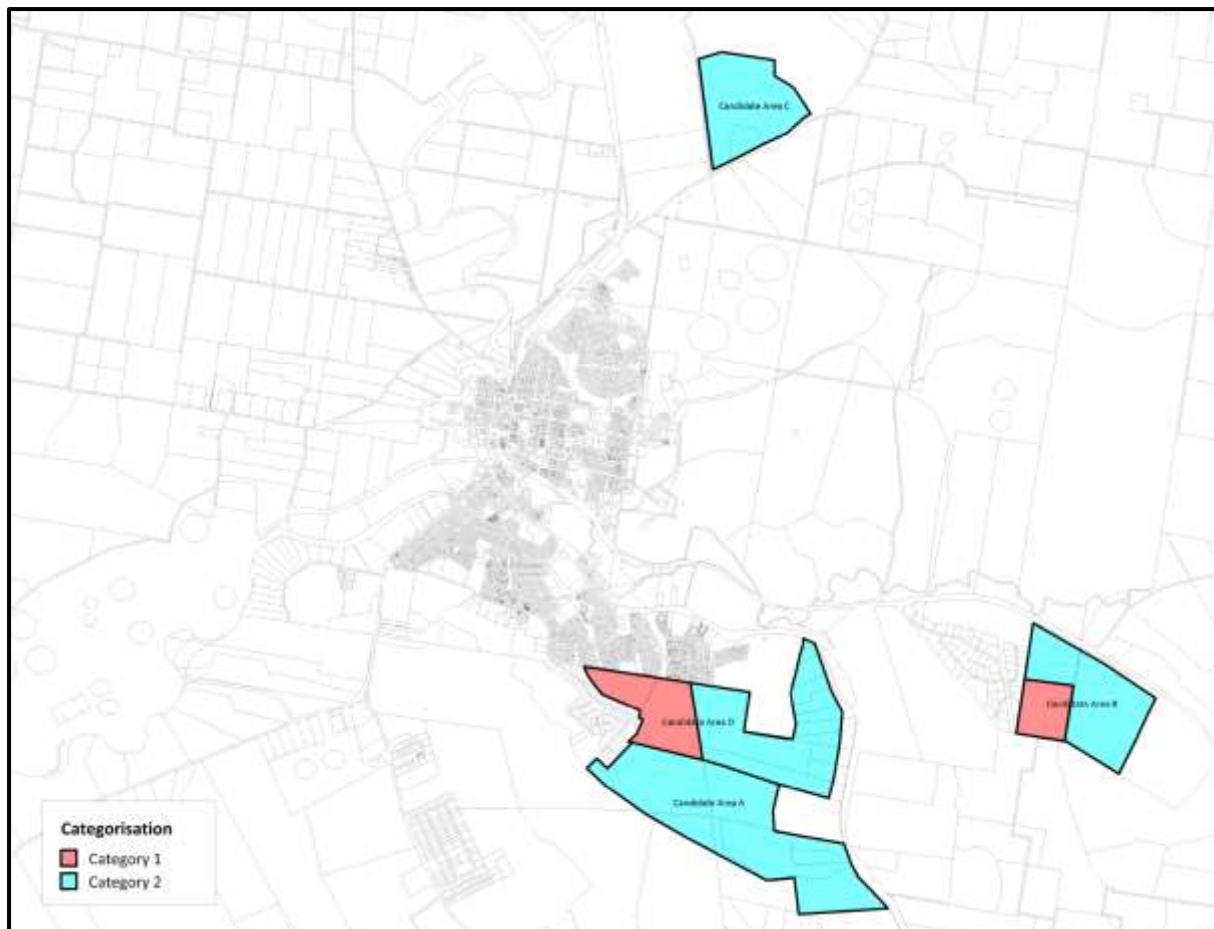 Candidate Area C
Candidate Area B
Candidate Area D
Candidate Area A
Categorisation
Category 1
Category 2